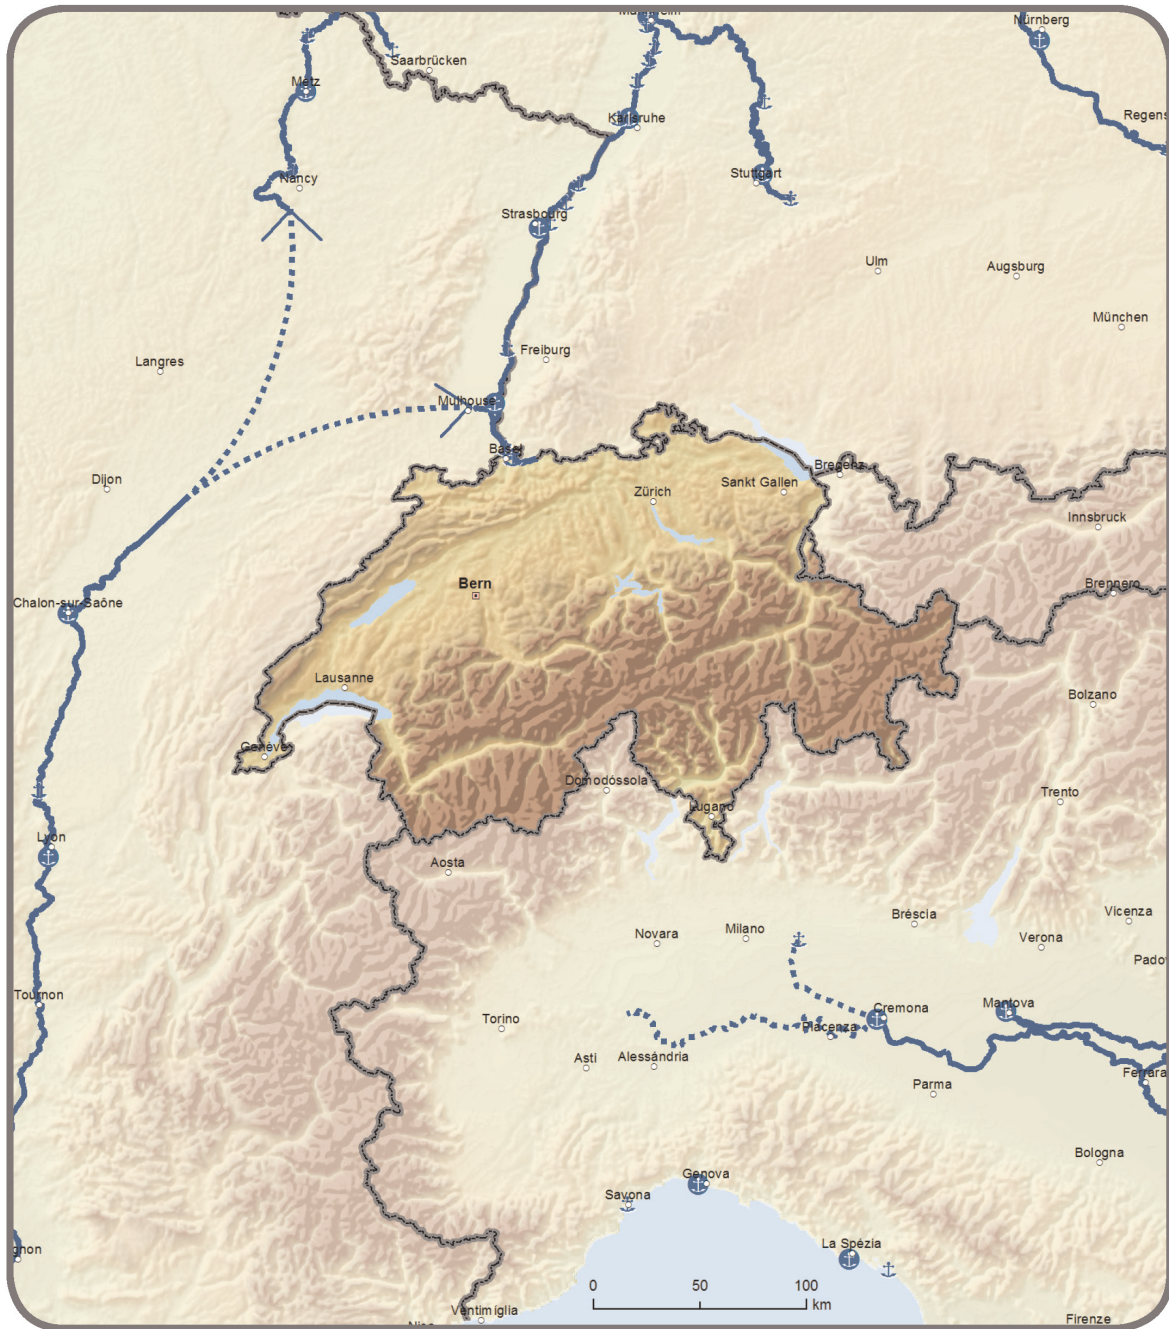 Nürnberg
Saarbrücken
Metz
Karlsruhe
Stuttgart
Nancy
Strasbourg
Ulm
Augsburg
München
Freiburg
Langres
Mulhouse
Basel
Bregenz
Dijon
Zürich
Sankt Gallen
Innsbruck
Bern
Brennero
Chalon-sur-Saône
Lausanne
Bolzano
Genève
Domodóssola
Lugano
Trento
Lyon
Aosta
Bréscia
Vicenza
Novara
Milano
Verona
Pado
Tournon
Cremona
Mantova
Torino
Piacenza
Asti
Alessándria
Ferrara
Parma
Bologna
Genova
Savona
gnon
La Spézia
0 50 100
km
Ventimíglia
Firenze